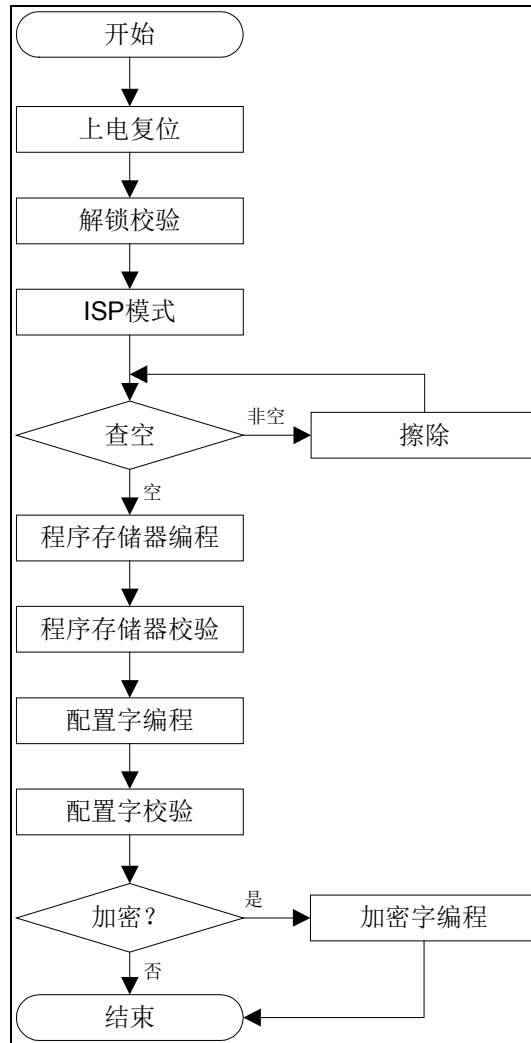 开始
上电复位
解锁校验
ISP模式
查空
非空
擦除
空
程序存储器编程
程序存储器校验
配置字编程
配置字校验
加密？
是
加密字编程
否
结束